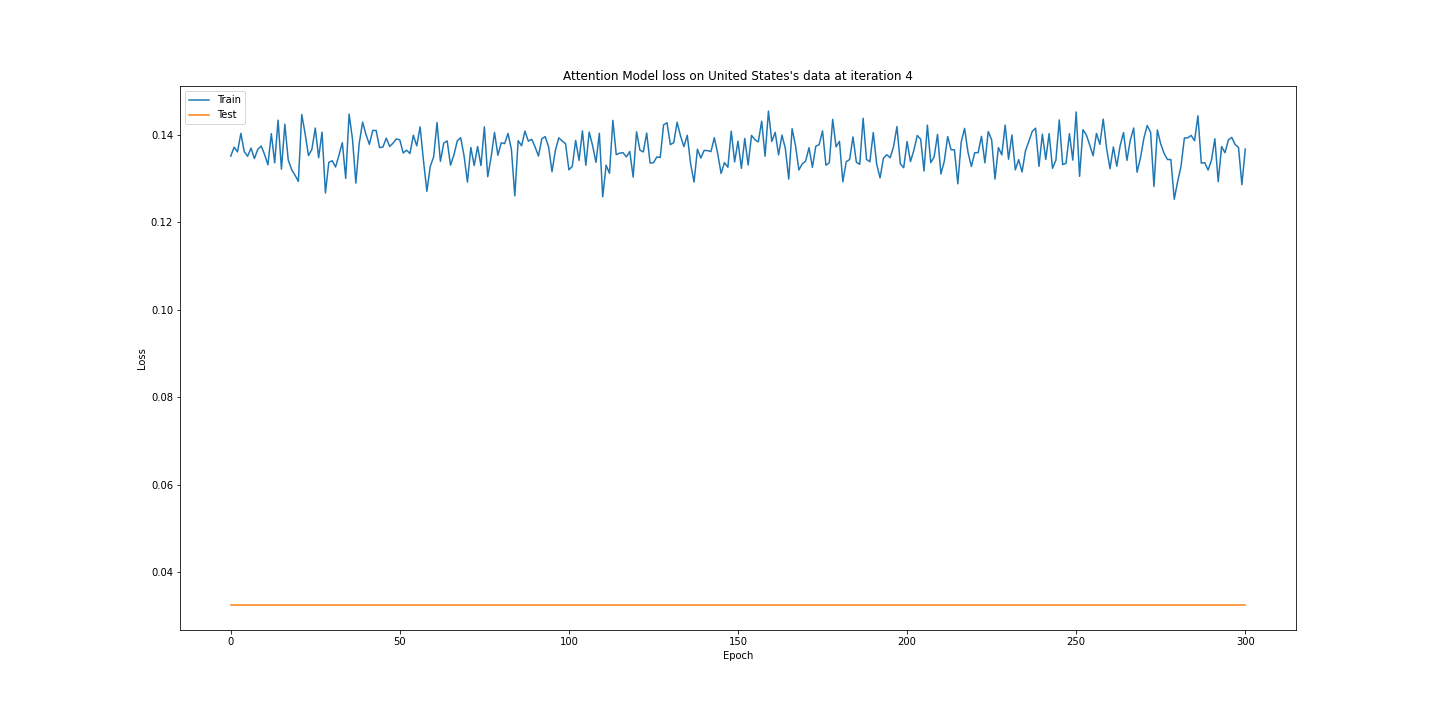 Attention Model loss on United States's data at iteration 4
Train
Test
0.14
0.12
0.10
0.08
0.06
0.04
Loss
0 50 100 150 200 250 300
Epoch